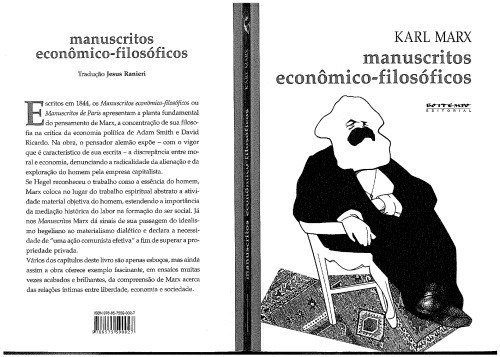 manuscritos
econômico-filosóficos
Tradução Jesus Ranieri
Escritos em 1844, os Manuscritos econômico-filosóficos ou
Manuscritos de Paris apresentam a planta fundamental
do pensamento de Marx, a concentração de sua filoso-
fia na crítica da economia política de Adam Smith e David
Ricardo. Na obra, o pensador alemão expõe – com o vigor
que é característico de sua escrita – a discrepância entre mo-
ral e economia, denunciando a radicalidade da alienação e da
exploração do homem pela empresa capitalista.
Se Hegel reconheceu o trabalho como a essência do homem,
Marx coloca no lugar do trabalho espiritual abstrato a ativi-
dade material objetiva do homem, estendendo a importância
da mediação histórica do labor na formação do ser social. Já
nos Manuscritos Marx dá sinais de sua passagem do idealis-
mo hegeliano ao materialismo dialético e declara a necessi-
dade de "uma ação comunista efetiva" a fim de superar a pro-
priedade privada.
Vários dos capítulos deste livro são apenas esboços, mas ainda
assim a obra oferece exemplo fascinante, em ensaios muitas
vezes acabados e brilhantes, da compreensão de Marx acerca
das relações íntimas entre liberdade, economia e sociedade.
KARL MARX
manuscritos econômico-filosóficos
KARL MARX
manuscritos
econômico-filosóficos
BOITEMPO
EDITORIAL